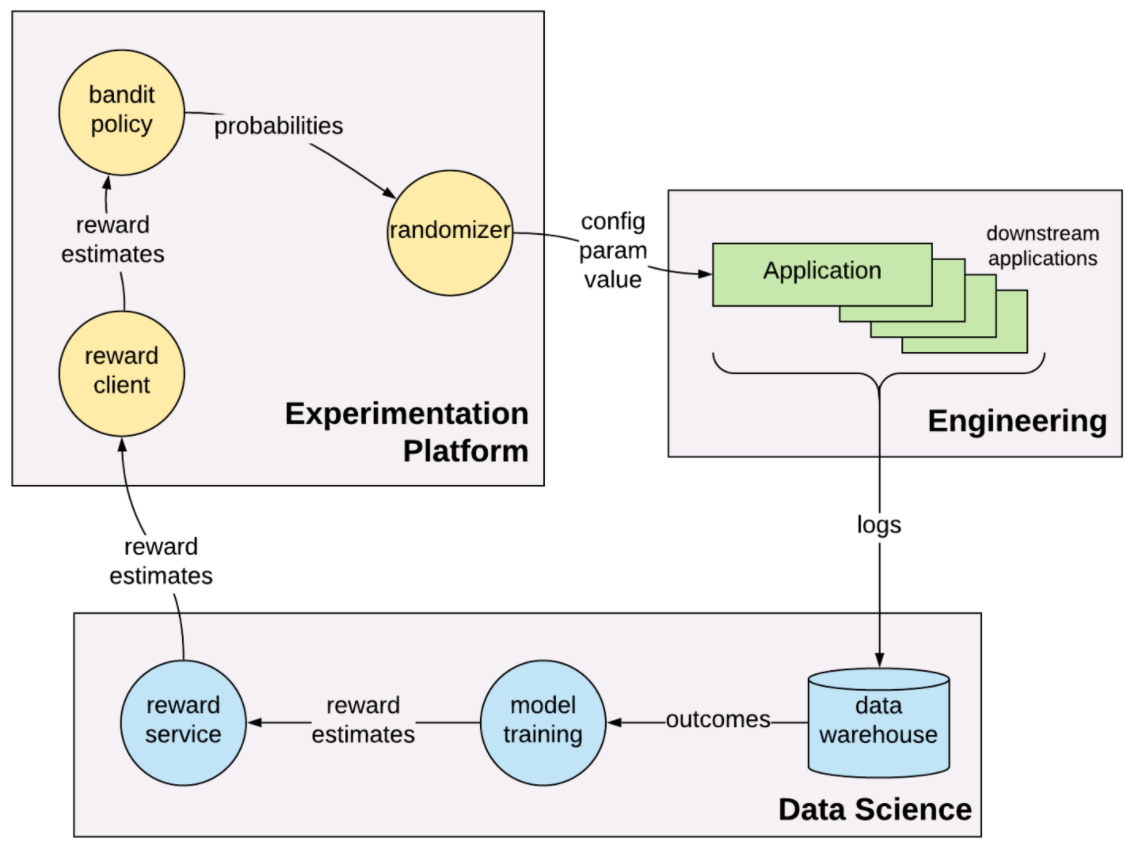 bandit
policy
probabilities
randomizer
reward
estimates
reward
client
Experimentation
Platform
config
param
value
Application
downstream
applications
Engineering
logs
reward
estimates
reward
service
reward
estimates
model
training
outcomes
data
warehouse
Data Science